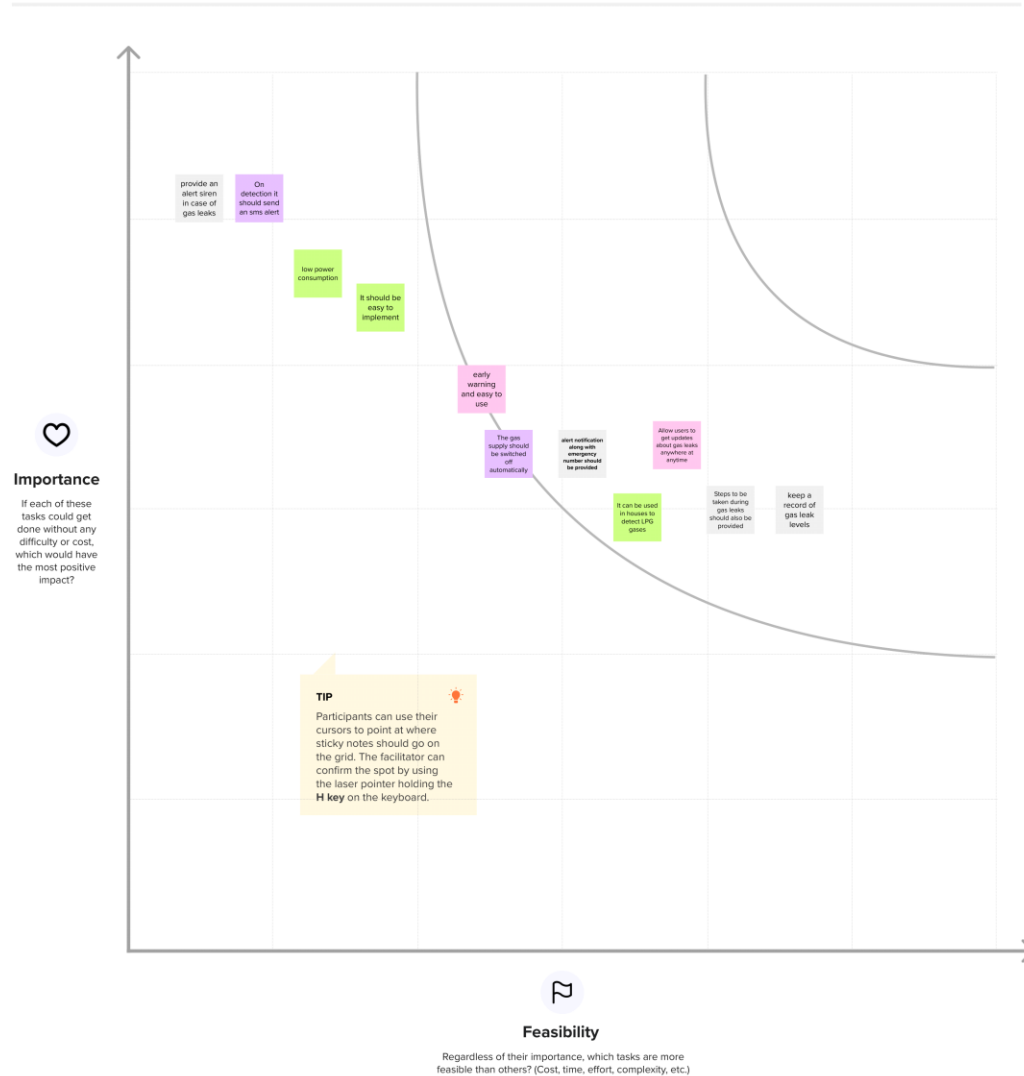 provide an
alert siren
in case of
gas leaks
On
detection it
should send
an sms alert
low power
consumption
It should be
easy to
implement
early
warning
and easy to
use
The gas
supply should
be switched
off
automatically
alert notification
along with
emergency
number should
be provided
Allow users to
get updates
about gas leaks
anywhere at
anytime
It can be used
in houses to
detect LPG
gases
Steps to be
taken during
gas leaks
should also be
provided
keep a
record of
gas leak
levels
Importance
If each of these
tasks could get
done without any
difficulty or cost,
which would have
the most positive
impact?
TIP
Participants can use their
cursors to point at where
sticky notes should go on
the grid. The facilitator can
confirm the spot by using
the laser pointer holding the
H key on the keyboard.
Feasibility
Regardless of their importance, which tasks are more
feasible than others? (Cost, time, effort, complexity, etc.)